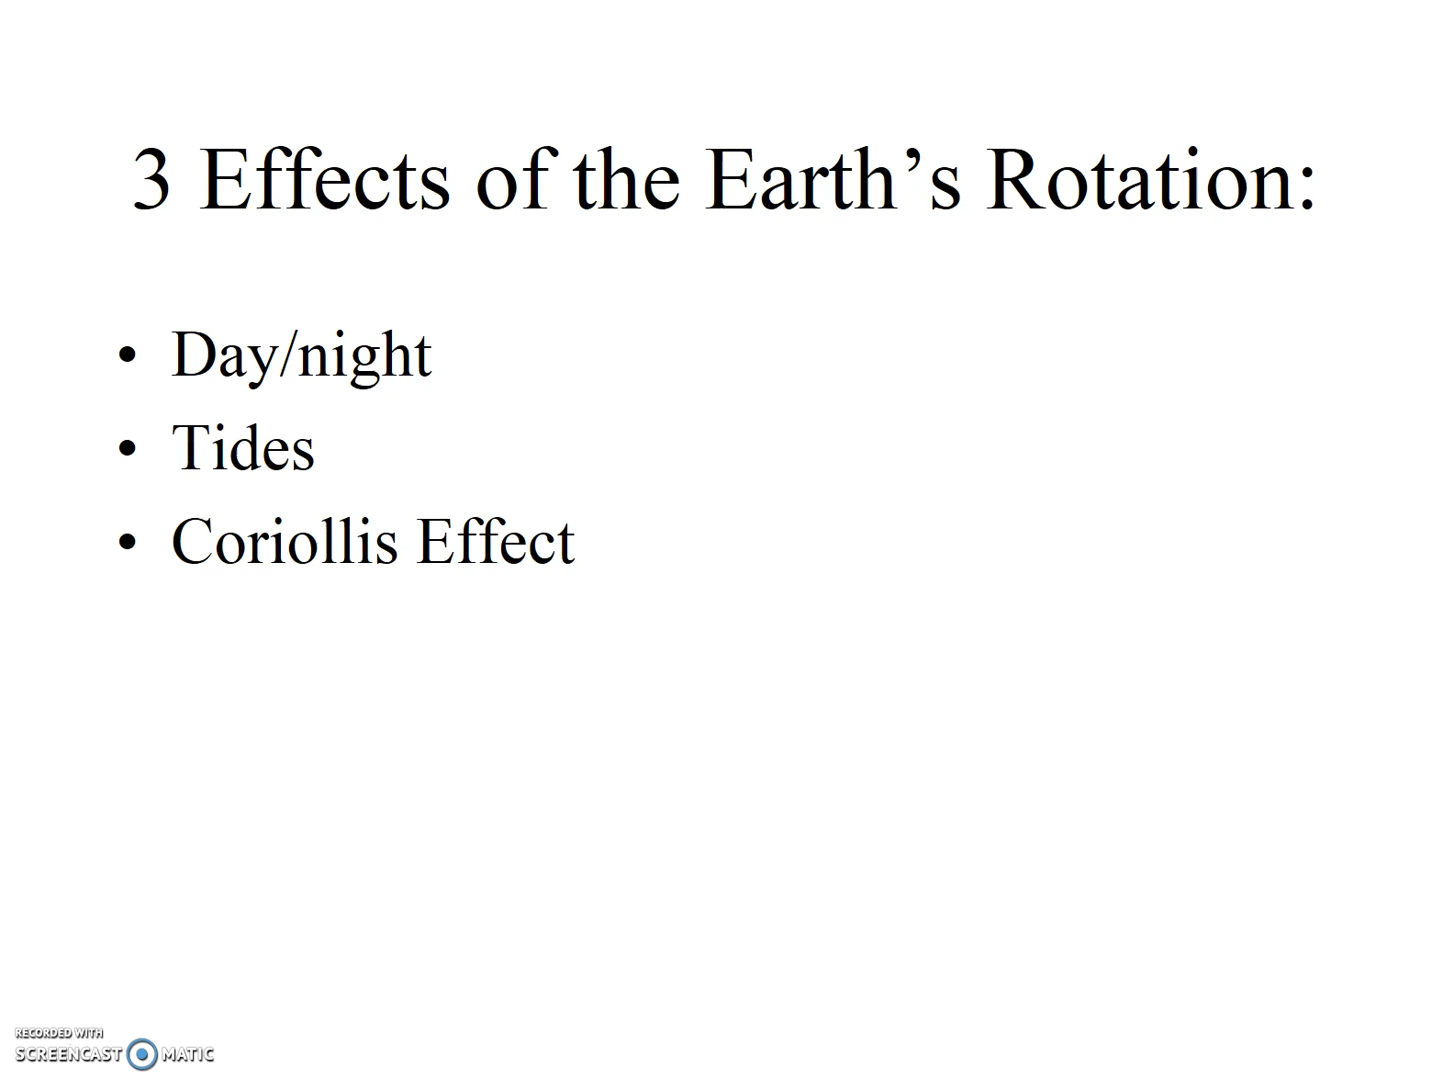 3 Effects of the Earth’s Rotation:
• Day/night
• Tides
• Coriollis Effect
RECORDED WITH
SCREENCAST MATIC